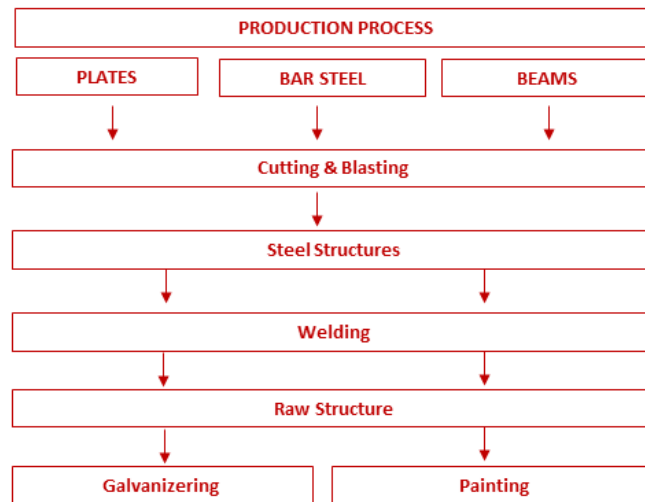 PRODUCTION PROCESS
PLATES
BAR STEEL
BEAMS
Cutting & Blasting
Steel Structures
Welding
Raw Structure
Galvanizering
Painting